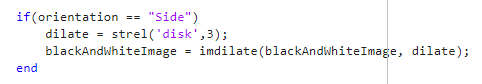 if(orientation == "Side")
    dilate = strel('disk',3);
    blackAndWhiteImage = imdilate(blackAndWhiteImage, dilate);
end